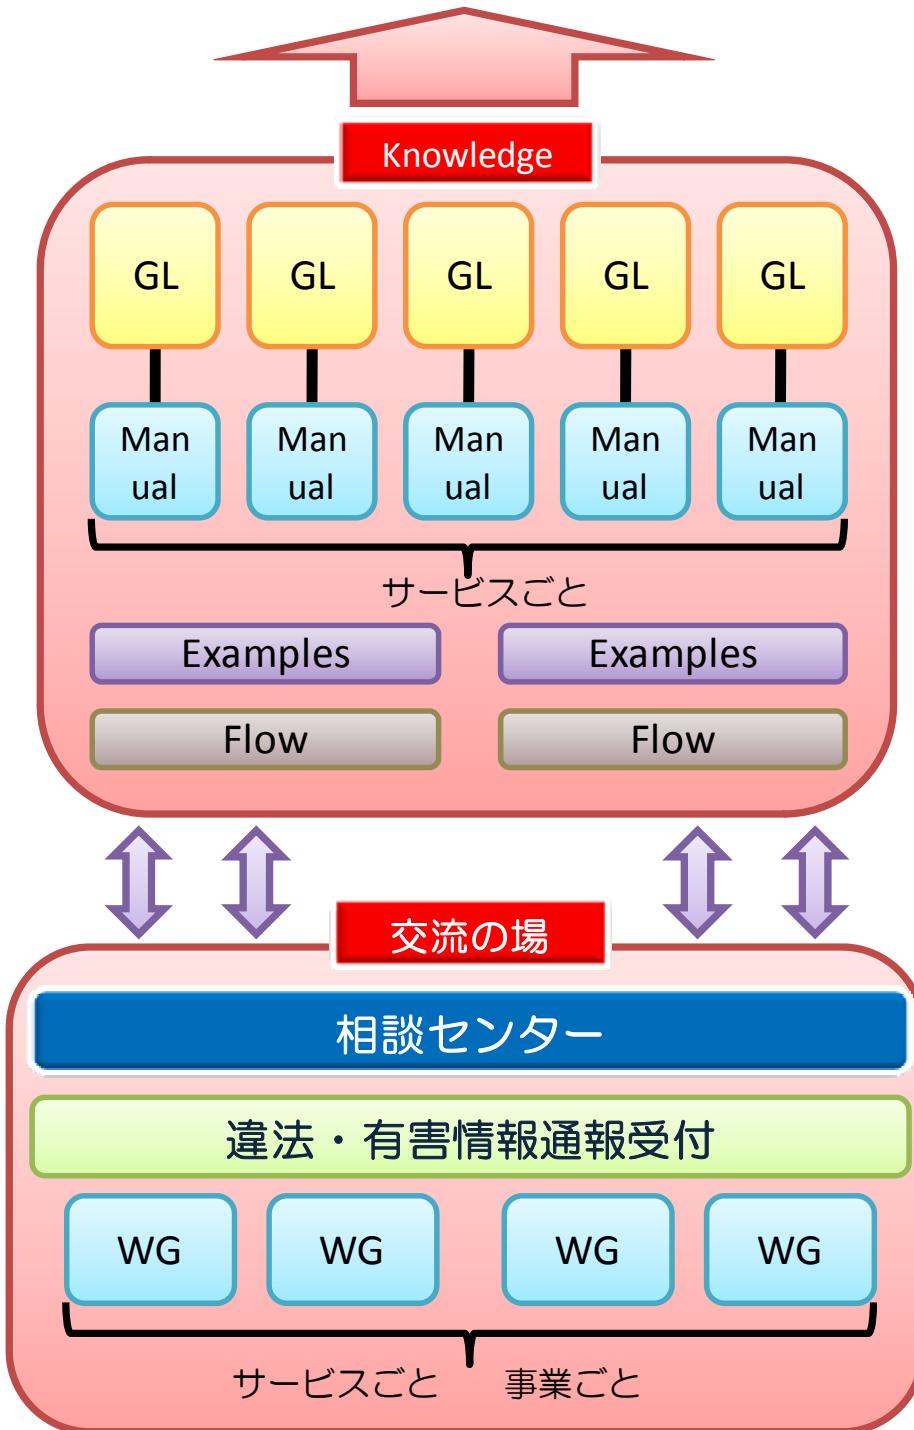 Knowledge
GL GL GL GL GL
Man Man Man Man Man
ual ual ual ual ual
サービスごと
Examples Examples
Flow Flow
交流の場
相談センター
違法・有害情報通報受付
WG WG WG WG
サービスごと 事業ごと